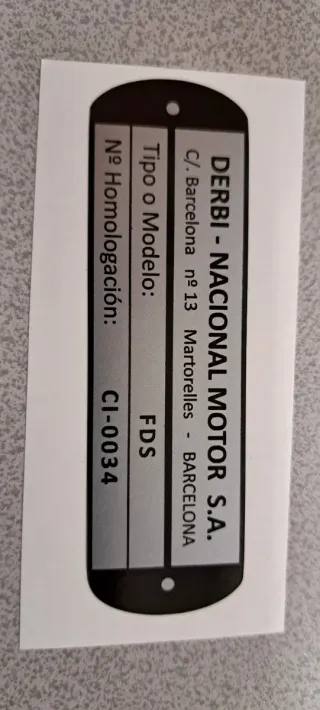 DERBI - NACIONAL MOTOR S.A.
C/. Barcelona nº 13 Martorelles - BARCELONA
Tipo o Modelo: FDS
Nº Homologación: CI-0034